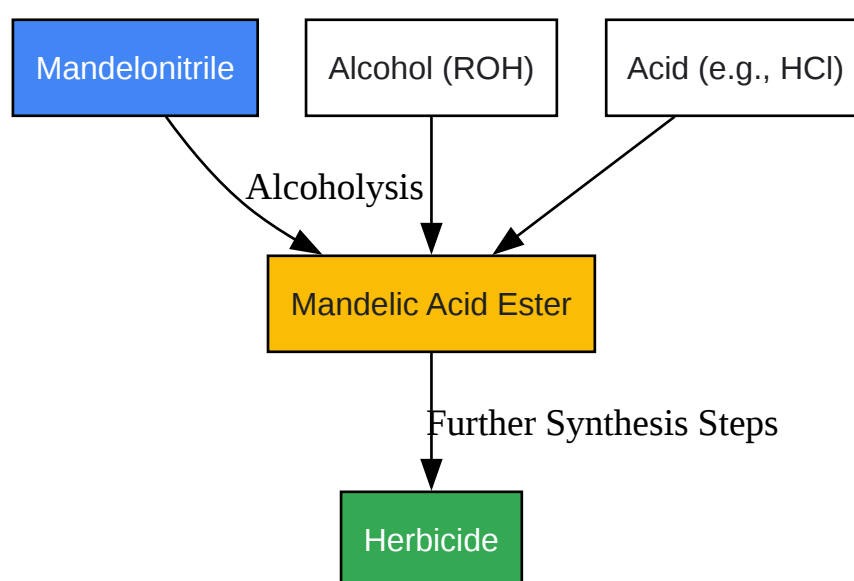 Mandelonitrile
Alcohol (ROH)
Acid (e.g., HCl)
Alcoholysis
Mandelic Acid Ester
Further Synthesis Steps
Herbicide